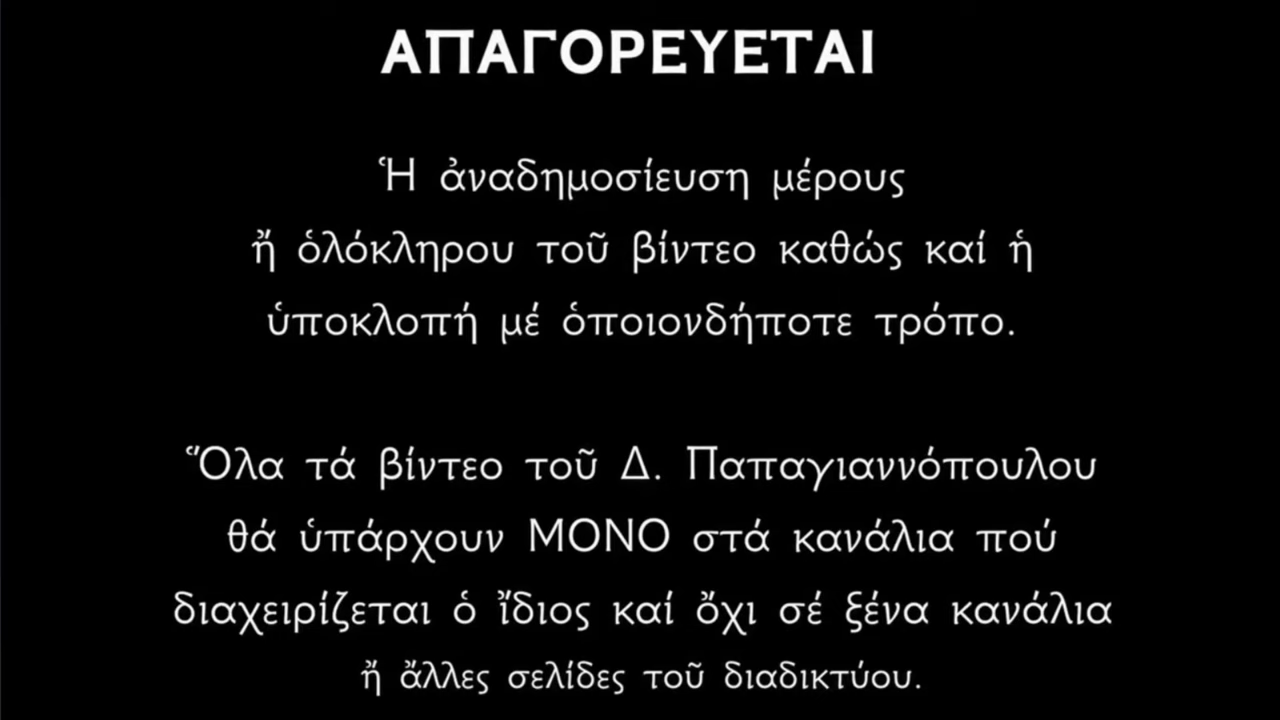 ΑΠΑΓΟΡΕΥΕΤΑΙ
Ἡ ἀναδημοσίευση μέρους
ἤ ὁλόκληρου τοῦ βίντεο καθώς καί ἡ
ὑποκλοπή μέ ὁποιονδήποτε τρόπο.
Ὅλα τά βίντεο τοῦ Δ. Παπαγιαννόπουλου
θά ὑπάρχουν ΜΟΝΟ στά κανάλια πού
διαχειρίζεται ὁ ἴδιος καί ὄχι σέ ξένα κανάλια
ἤ ἄλλες σελίδες τοῦ διαδικτύου.